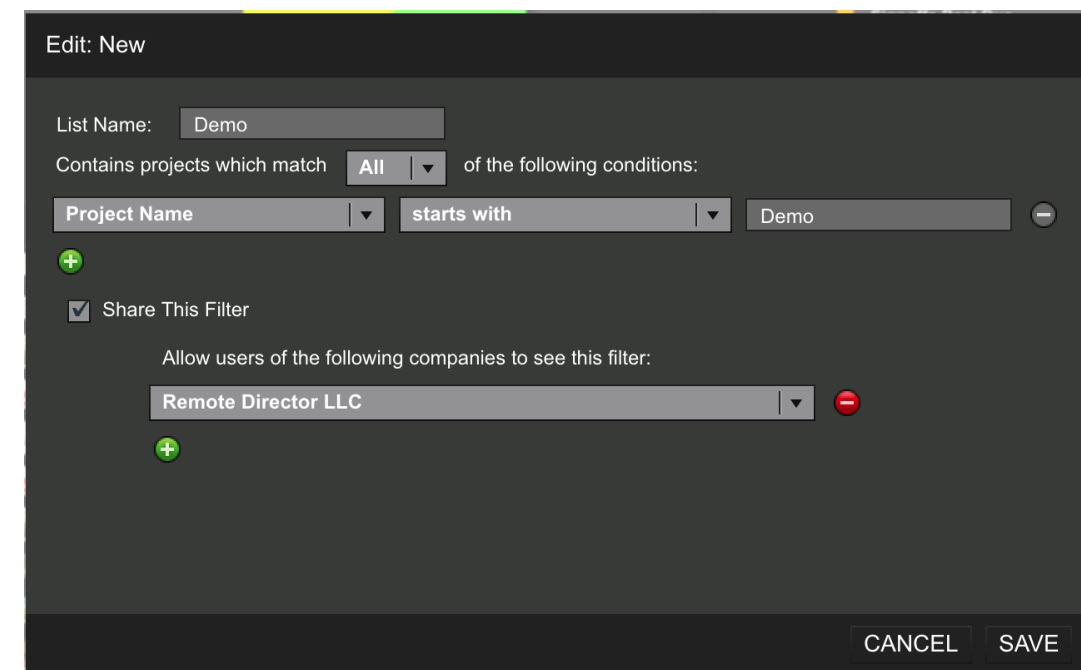 Edit: New
List Name: Demo
Contains projects which match All of the following conditions:
Project Name starts with Demo
Share This Filter
Allow users of the following companies to see this filter:
Remote Director LLC
CANCEL SAVE